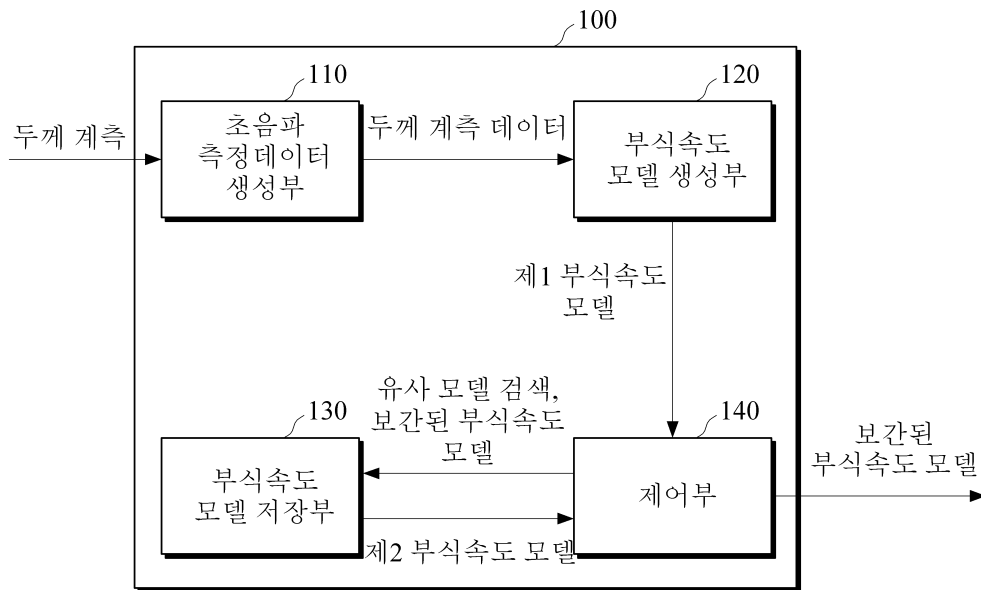 100
110
120
두께 계측
초음파
측정데이터
생성부
두께 계측 데이터
부식속도
모델 생성부
제1 부식속도
모델
유사 모델 검색,
보간된 부식속도
모델
130
140
부식속도
모델 저장부
제어부
보간된
부식속도 모델
제2 부식속도 모델